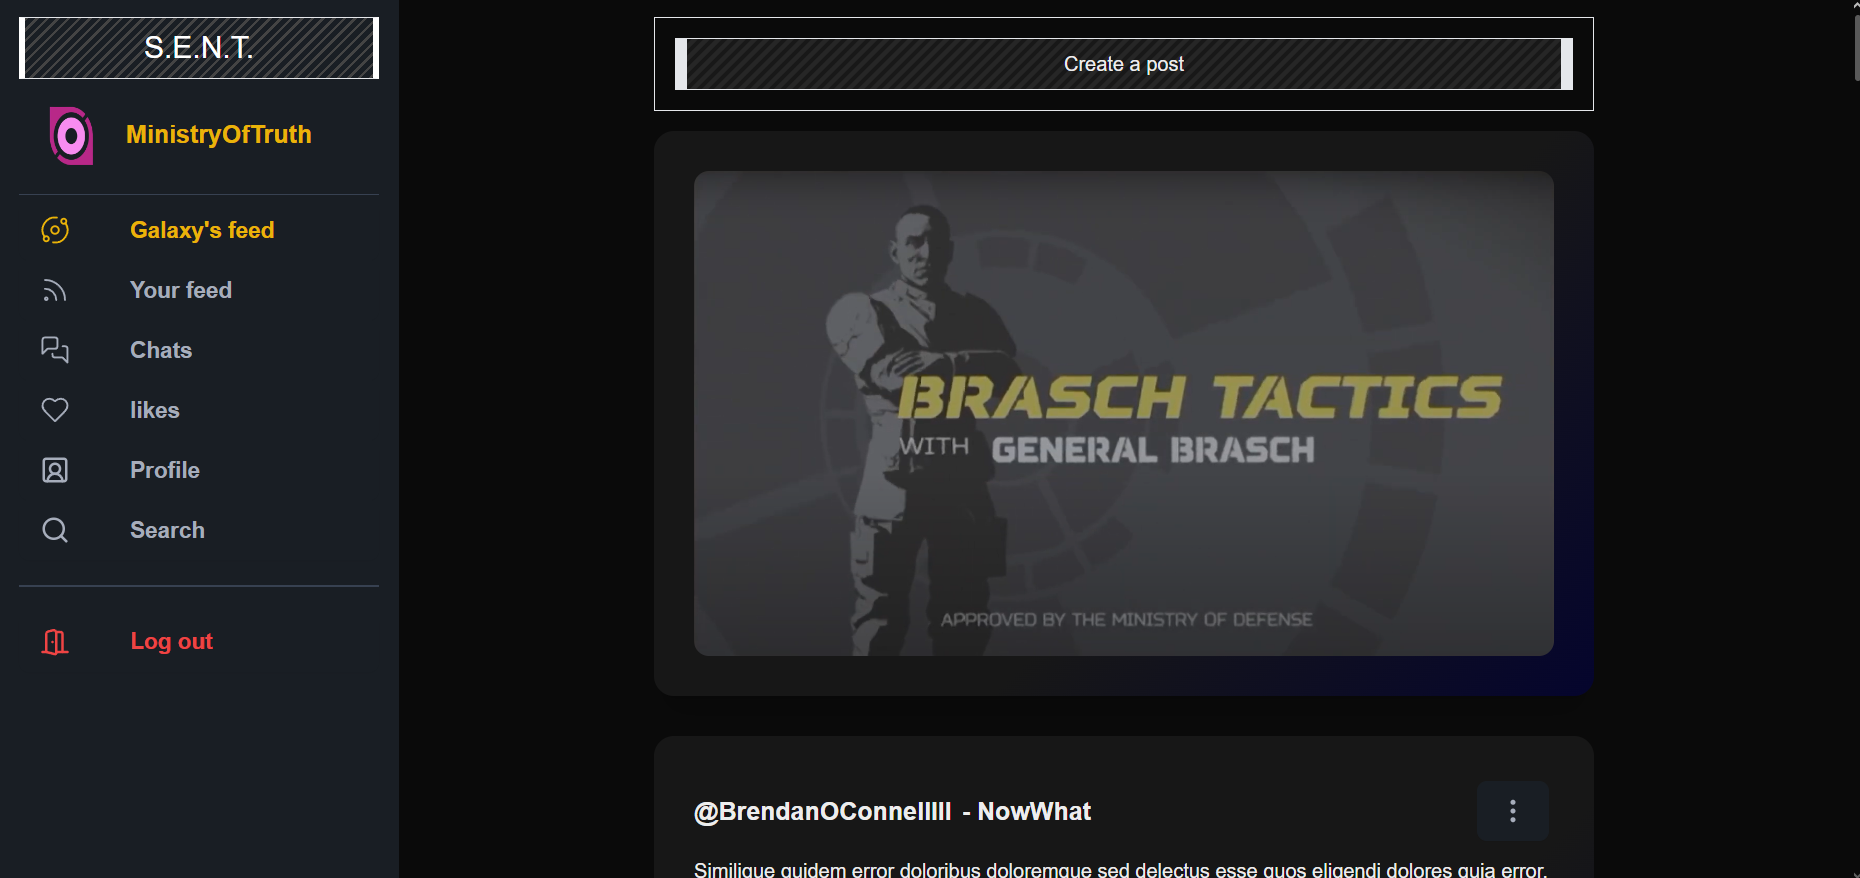 S.E.N.T.
MinistryOfTruth
Galaxy's feed
Your feed
Chats
likes
Profile
Search
Log out
Create a post
BRASCH TACTICS
WITH GENERAL BRASCH
APPROVED BY THE MINISTRY OF DEFENSE
@BrendanOConnelllll - NowWhat
Similique quidem error doloribus doloremque sed delectus esse quos eligendi dolores quia error.